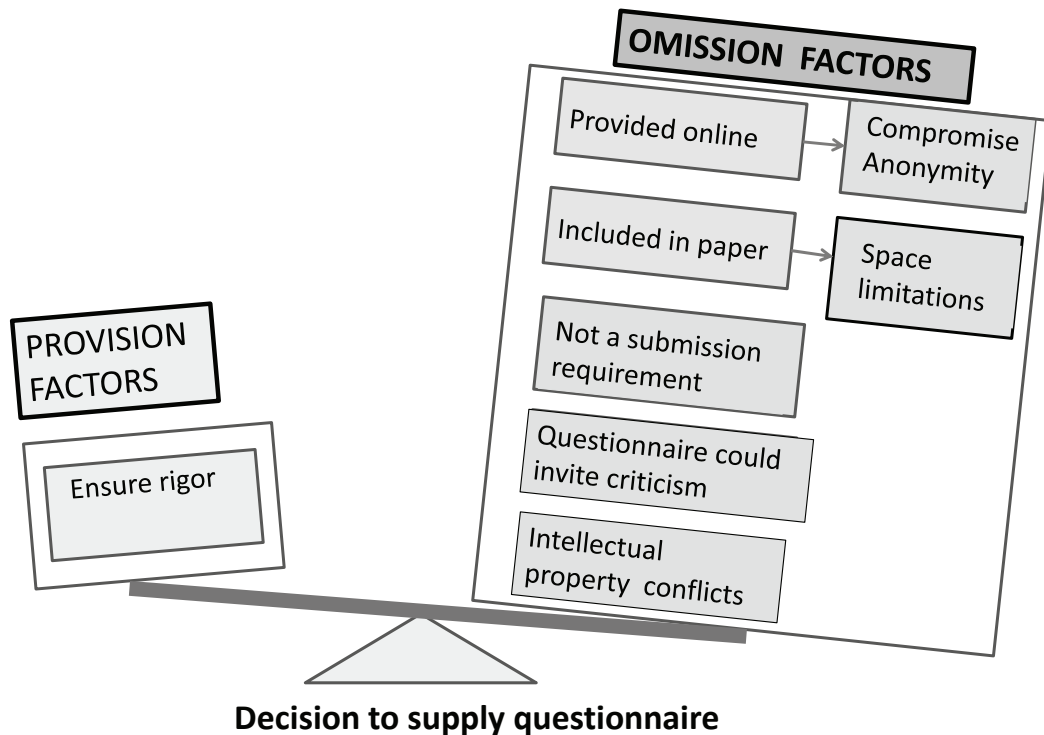 OMISSION FACTORS
Provided online
Compromise
Anonymity
Included in paper
Space
limitations
Not a submission
requirement
Questionnaire could
invite criticism
Intellectual
property conflicts
PROVISION
FACTORS
Ensure rigor
Decision to supply questionnaire